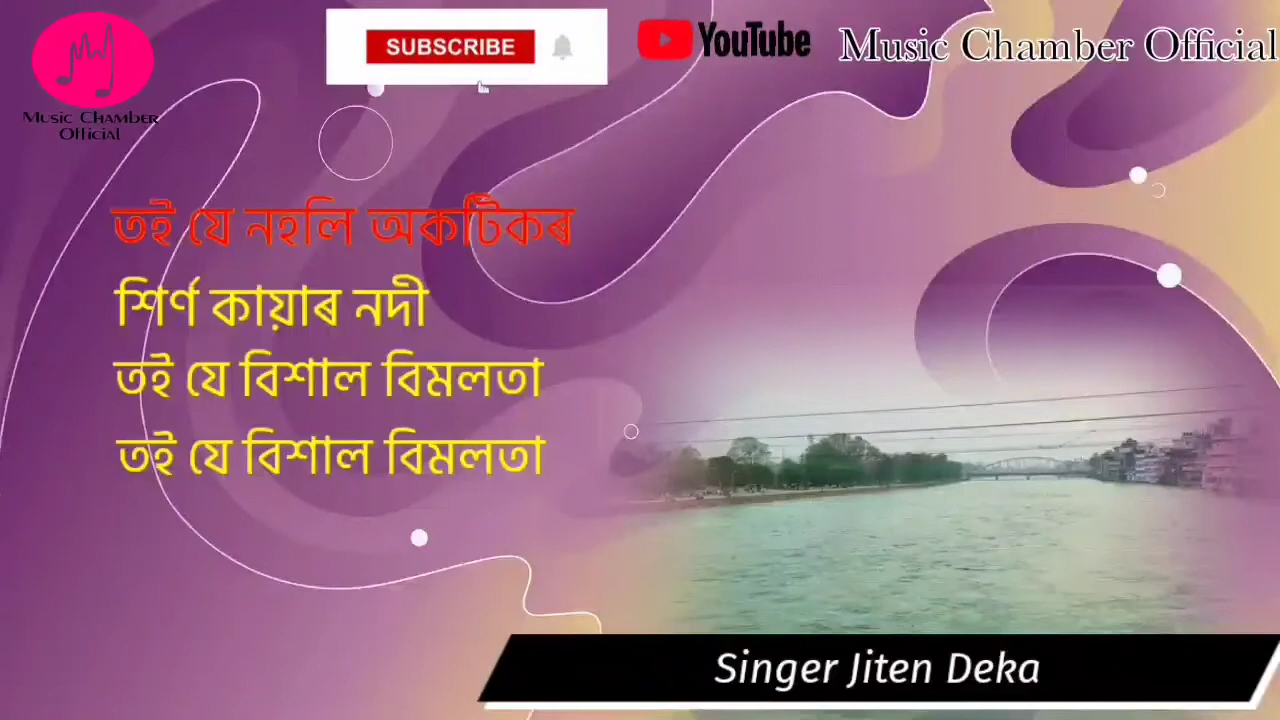 SUBSCRIBE
YouTube
Music Chamber Official
Music Chamber
Official
তই যে নহলি অকটিকৰ
শিৰ্ণ কায়াৰ নদী
তই যে বিশাল বিমলতা
তই যে বিশাল বিমলতা
Singer Jiten Deka